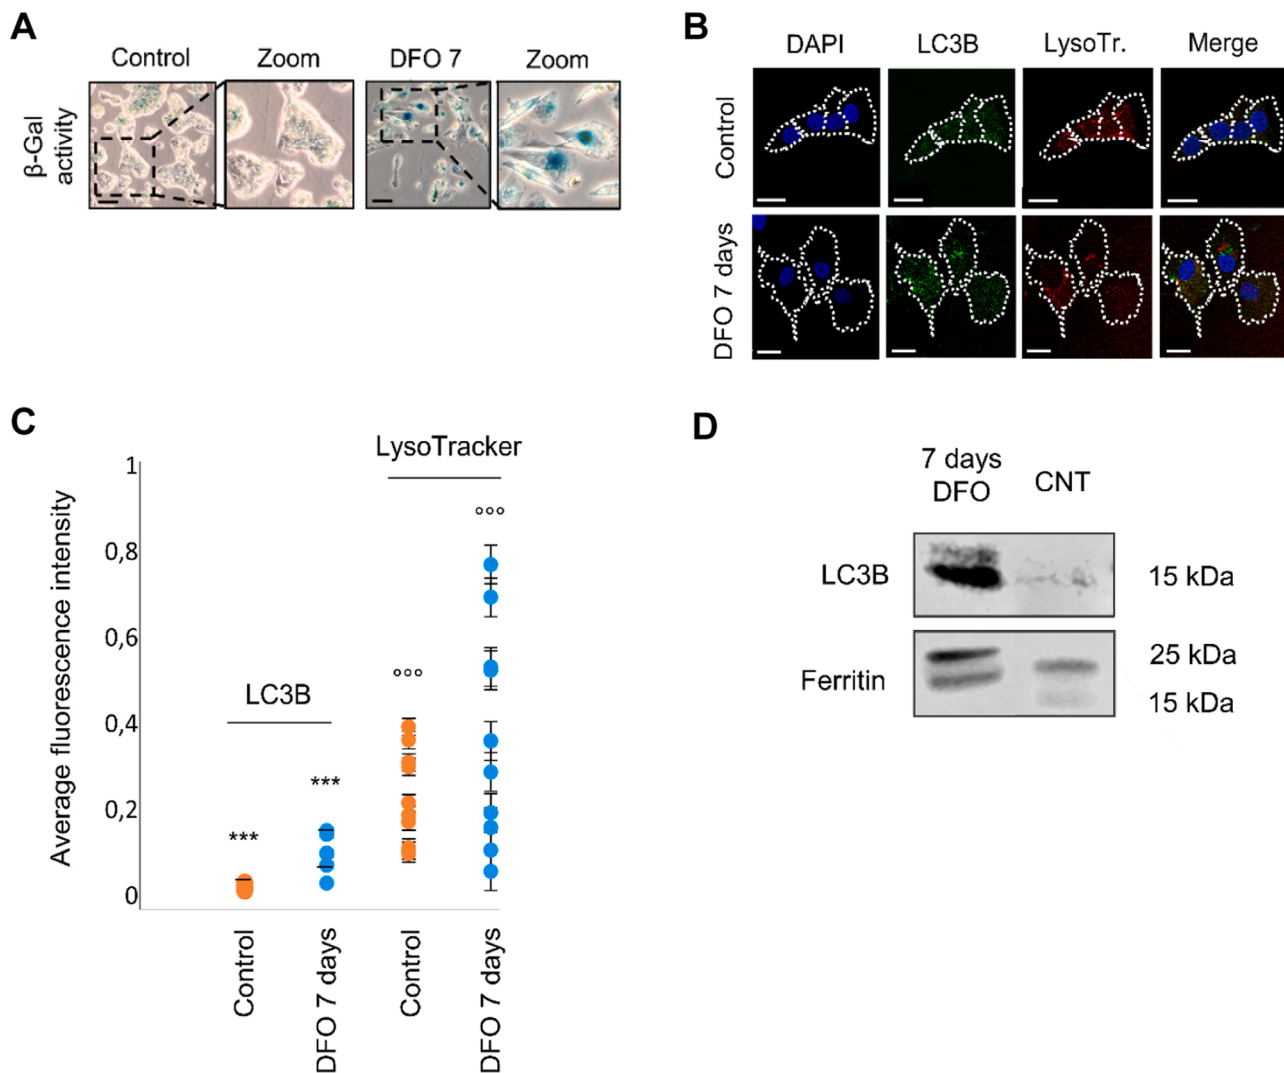 A
Control
Zoom
DFO 7
Zoom
β-Gal
activity
B
DAPI
LC3B
LysoTr.
Merge
Control
DFO 7 days
C
LysoTracker
°°°
°°°
LC3B
***
***
Average fluorescence intensity
1
0,8
0,6
0,4
0,2
0
Control
DFO 7 days
Control
DFO 7 days
D
7 days
DFO
CNT
LC3B
15 kDa
Ferritin
25 kDa
15 kDa